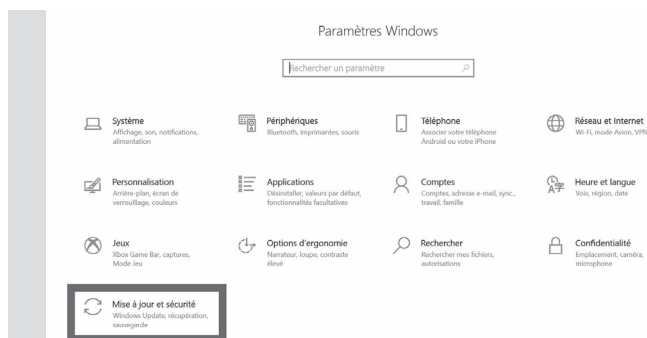 Paramètres Windows
Rechercher un paramètre
Système
Affichage, son, notifications,
alimentation
Périphériques
Bluetooth, imprimantes, souris
Téléphone
Associer votre téléphone
Android ou votre iPhone
Réseau et Internet
Wi-Fi, mode Avion, VPN
Personnalisation
Arrière-plan, écran de
verrouillage, couleurs
Applications
Désinstaller, valeurs par défaut,
fonctionnalités facultatives
Comptes
Comptes, adresse e-mail, sync.,
travail, famille
Heure et langue
Voix, région, date
Jeux
Xbox Game Bar, captures,
Mode Jeu
Options d'ergonomie
Narrateur, loupe, contraste
élevé
Rechercher
Rechercher mes fichiers,
autorisations
Confidentialité
Emplacement, caméra,
microphone
Mise à jour et sécurité
Windows Update, récupération,
sauvegarde